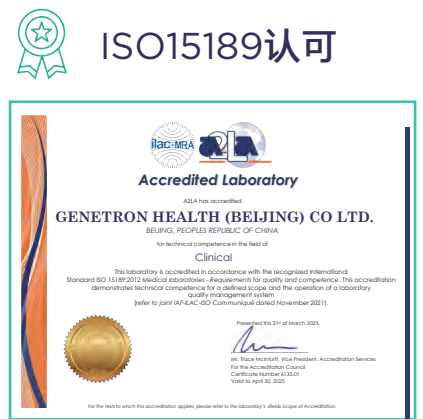 ISO15189认可
ilac-MRA
A2LA
Accredited Laboratory
A2LA has accredited
GENETRON HEALTH (BEIJING) CO LTD.
BEIJING, PEOPLES REPUBLIC OF CHINA
for technical competence in the field of
Clinical
This laboratory is accredited in accordance with the recognized International
Standard ISO 15189:2012 Medical laboratories - Requirements for quality and competence. This accreditation
demonstrates technical competence for a defined scope and the operation of a laboratory
quality management system
(refer to joint IAF-ILAC-ISO Communiqué dated November 2021).
Presented this 21st of March 2023.
Mr. Trace McInturff, Vice President, Accreditation Services
For the Accreditation Council
Certificate Number 6135.01
Valid to April 30, 2025
For the tests to which this accreditation applies, please refer to the laboratory's Clinical Scope of Accreditation.